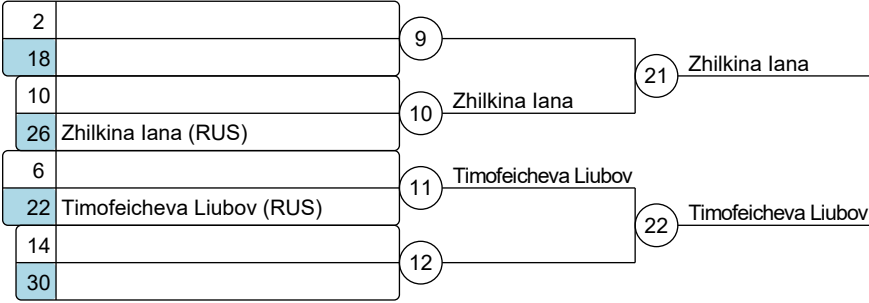 2
9
18
21 Zhilkina Iana
10
10 Zhilkina Iana
26 Zhilkina Iana (RUS)
6
11 Timofeicheva Liubov
22 Timofeicheva Liubov (RUS)
22 Timofeicheva Liubov
14
12
30